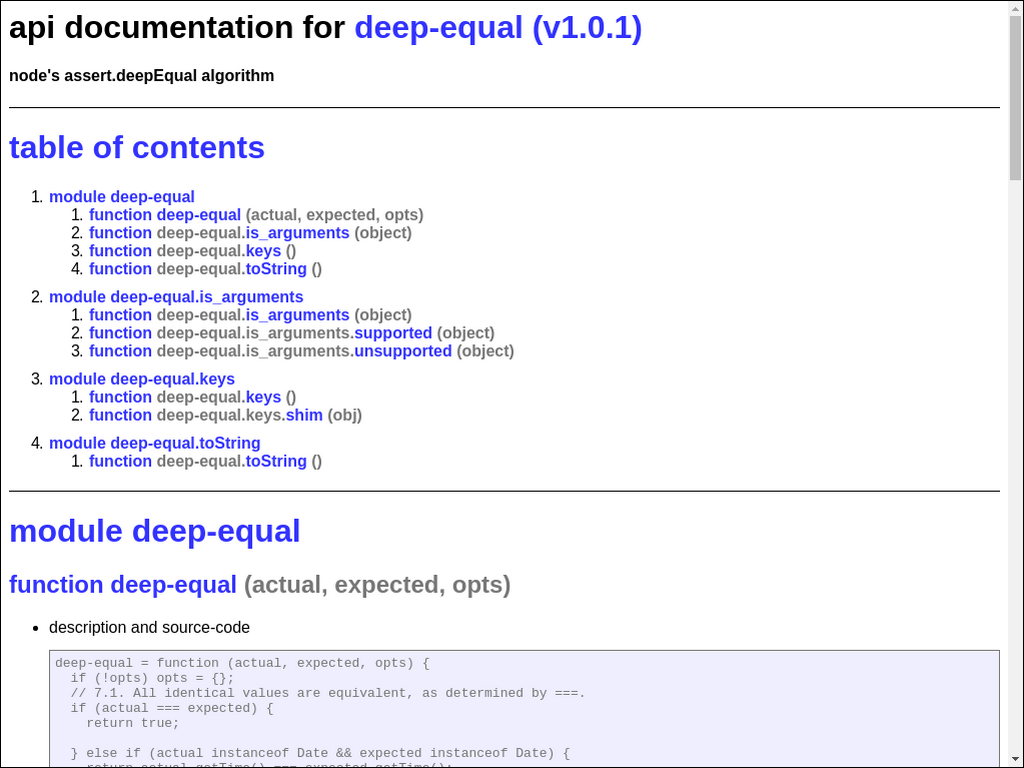 api documentation for deep-equal (v1.0.1)
node's assert.deepEqual algorithm
table of contents
1. module deep-equal
1. function deep-equal (actual, expected, opts)
2. function deep-equal.is_arguments (object)
3. function deep-equal.keys ()
4. function deep-equal.toString ()
2. module deep-equal.is_arguments
1. function deep-equal.is_arguments (object)
2. function deep-equal.is_arguments.supported (object)
3. function deep-equal.is_arguments.unsupported (object)
3. module deep-equal.keys
1. function deep-equal.keys ()
2. function deep-equal.keys.shim (obj)
4. module deep-equal.toString
1. function deep-equal.toString ()
module deep-equal
function deep-equal (actual, expected, opts)
• description and source-code
deep-equal = function (actual, expected, opts) {
  if (!opts) opts = {};
  // 7.1. All identical values are equivalent, as determined by ===.
  if (actual === expected) {
    return true;
  } else if (actual instanceof Date && expected instanceof Date) {
    return actual.getTime() === expected.getTime();